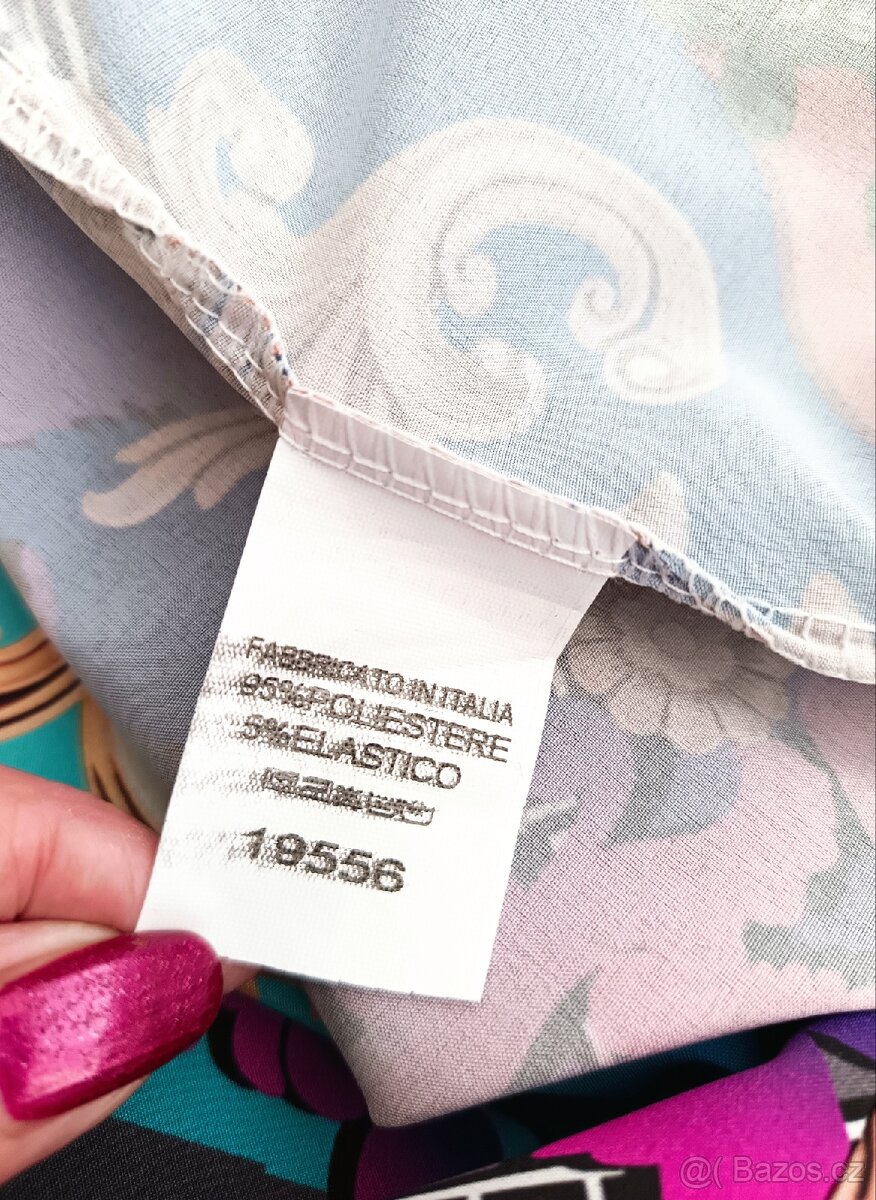 FABBRICATO IN ITALIA
95%POLIESTERE
5%ELASTICO
19556
@( Bazos.cz